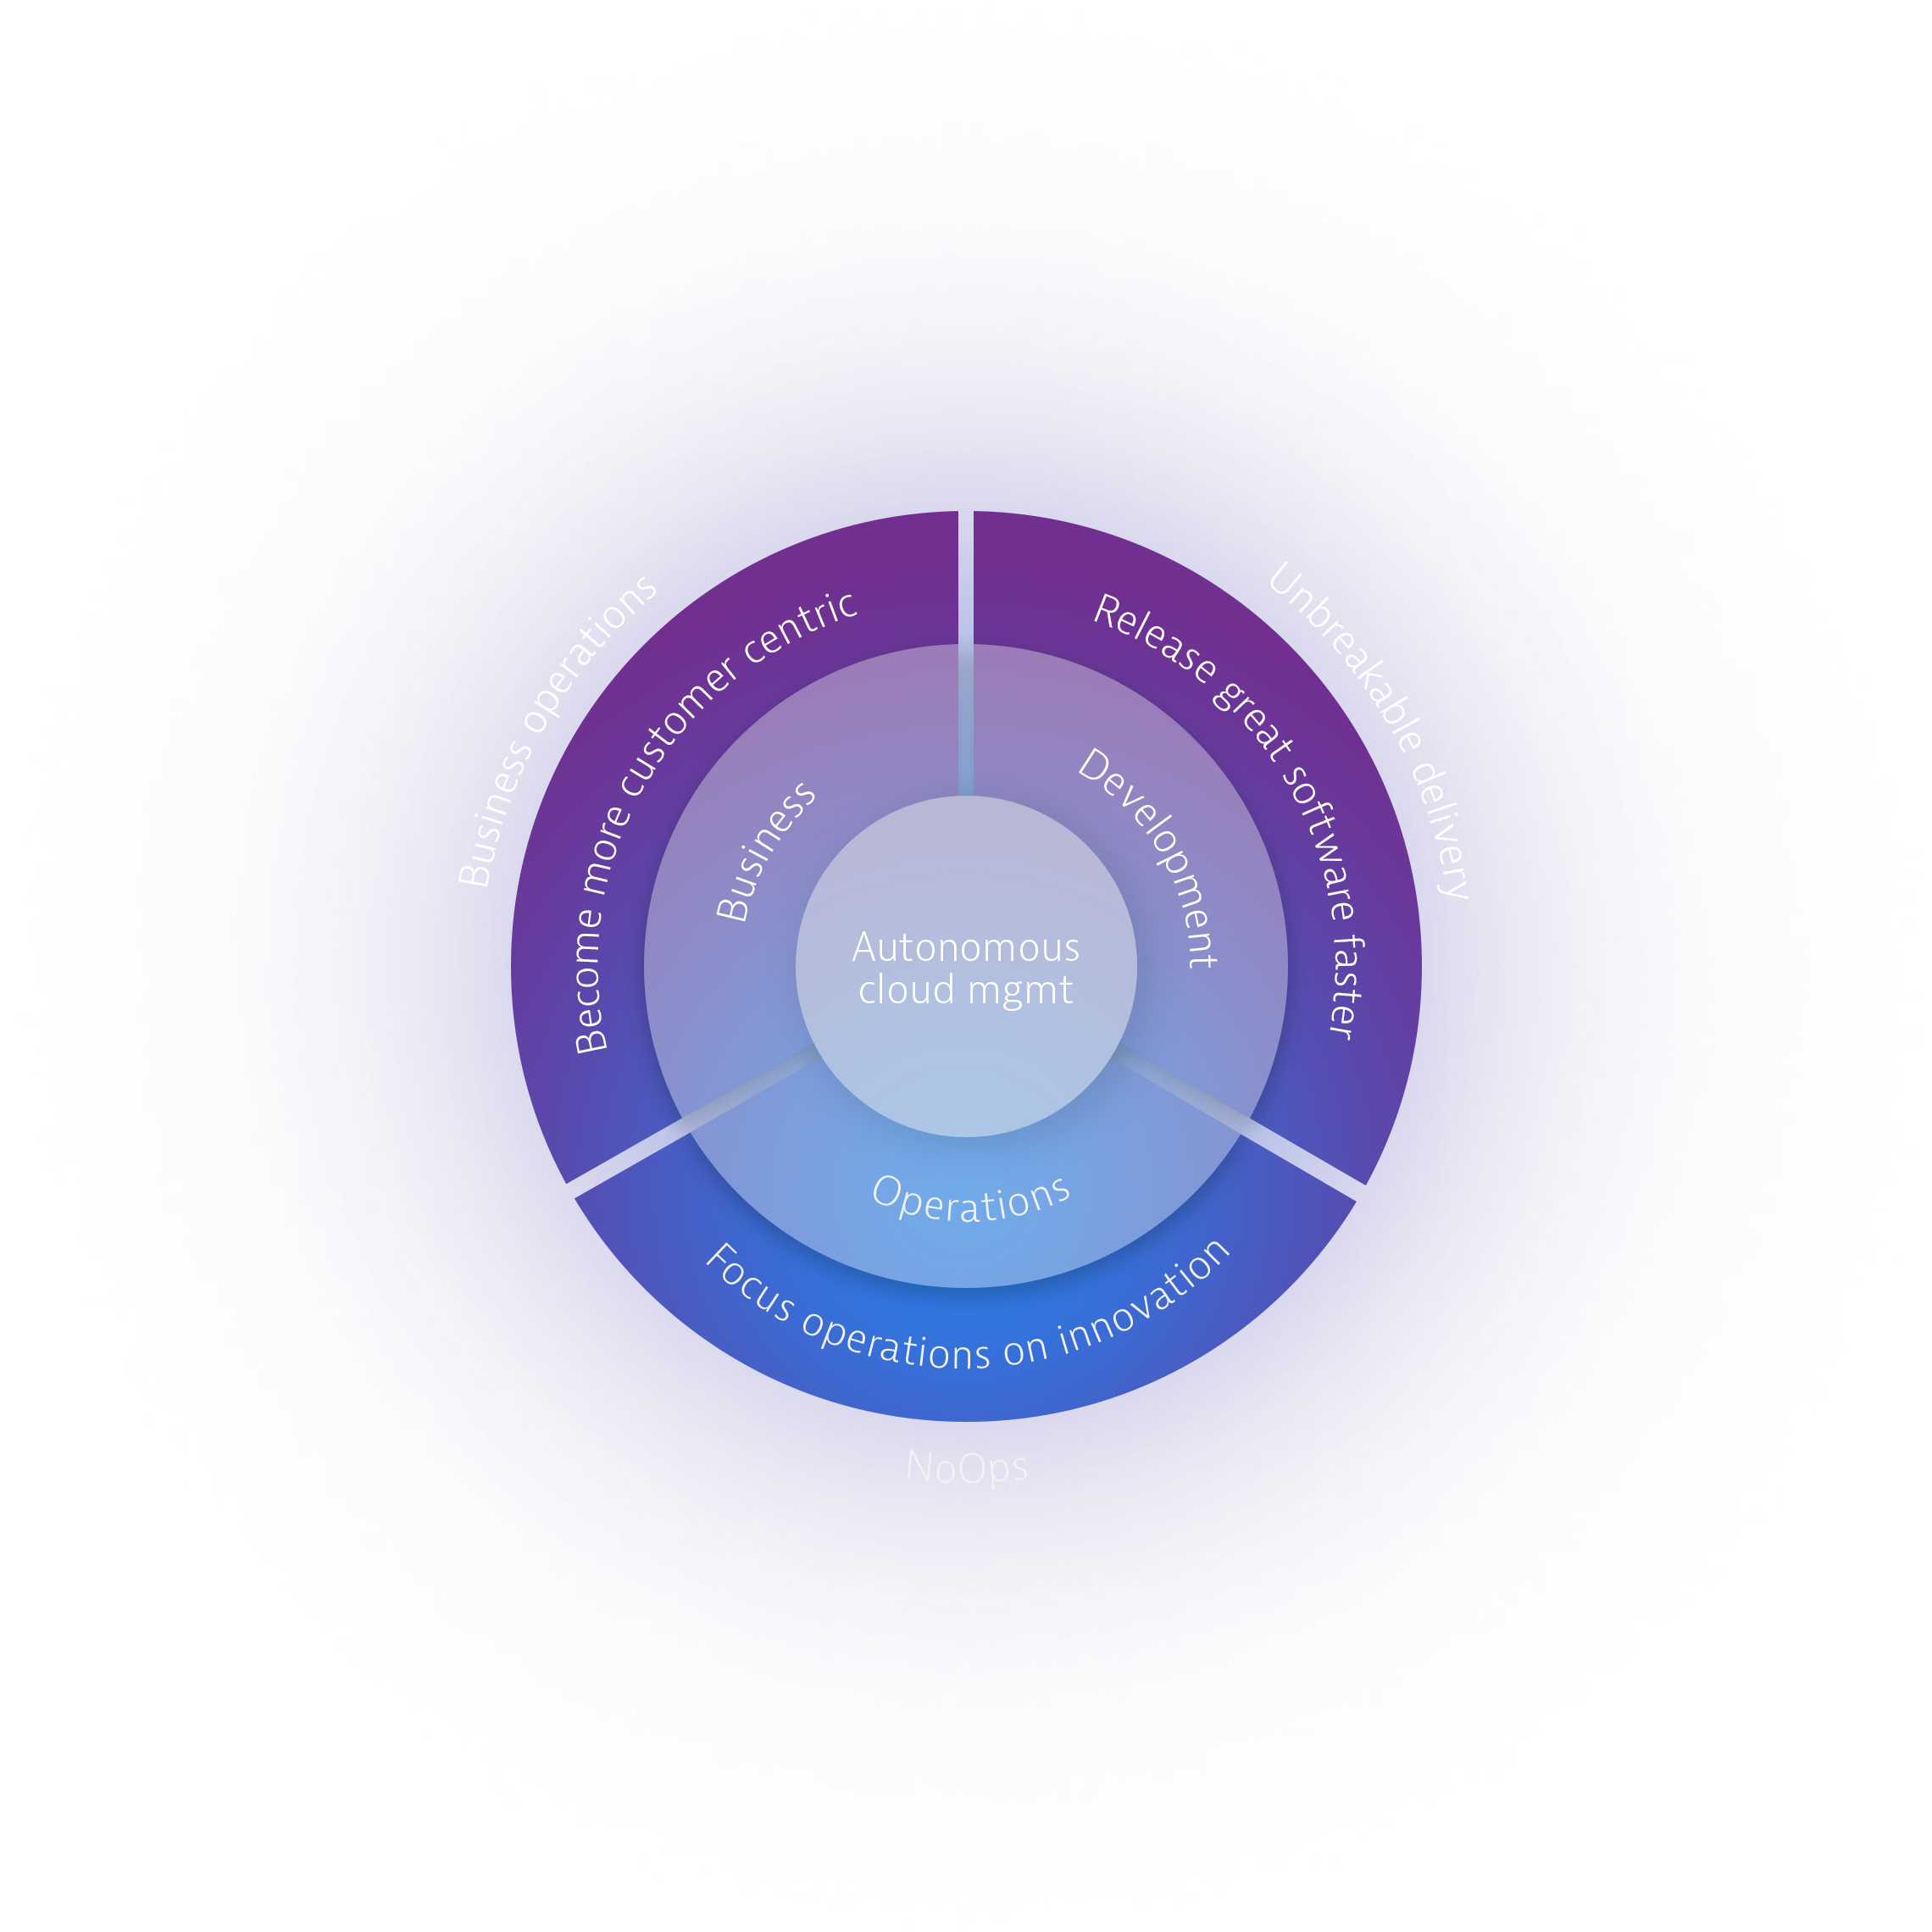 Business operations
Unbreakable delivery
Become more customer centric
Release great software faster
Business
Development
Autonomous
cloud mgmt
Operations
Focus operations on innovation
NoOps